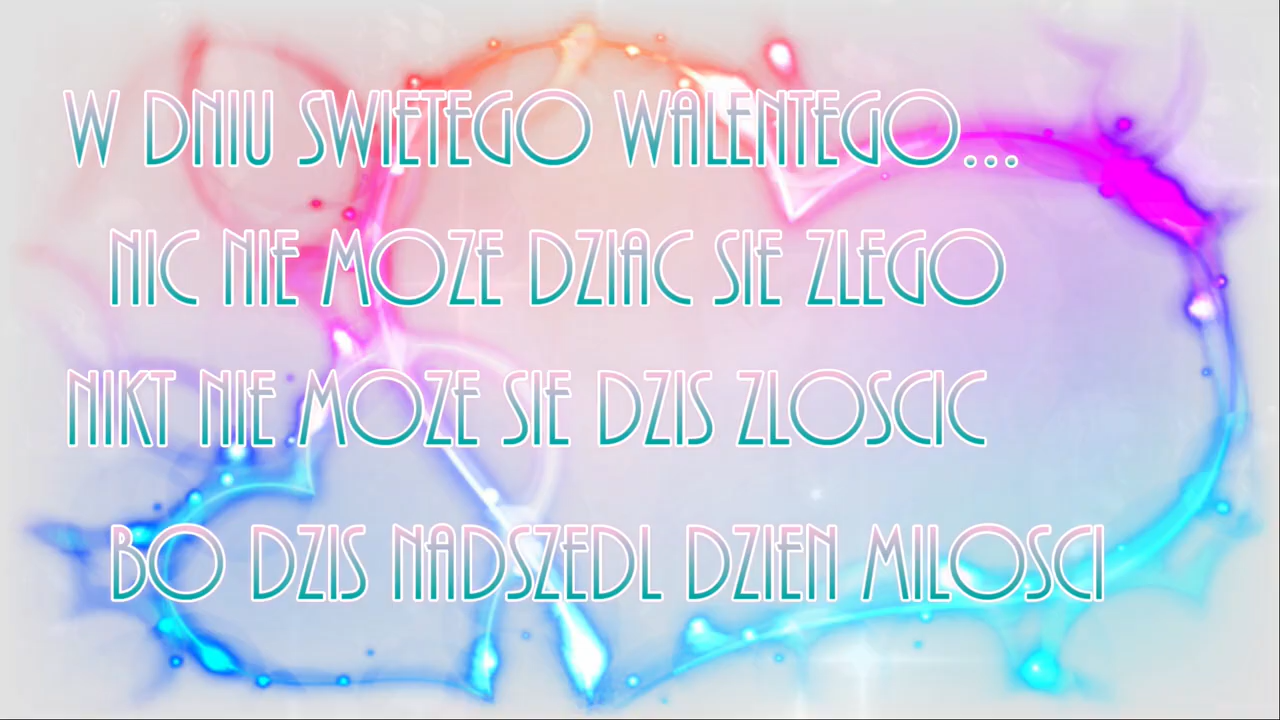 W DNIU SWIETEGO WALENTEGO...
NIC NIE MOZE DZIAC SIE ZLEGO
NIKT NIE MOZE SIE DZIS ZLOSCIC
BO DZIS NADSZEDL DZIEN MILOSCI